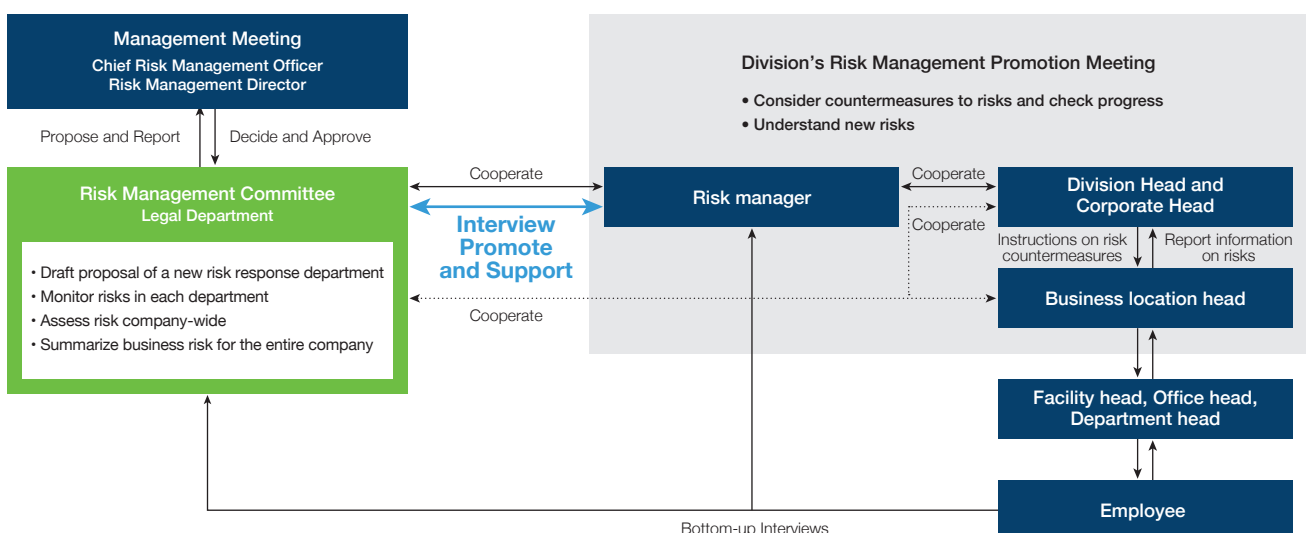 Management Meeting
Chief Risk Management Officer
Risk Management Director
Propose and Report
Decide and Approve
Risk Management Committee
Legal Department
• Draft proposal of a new risk response department
• Monitor risks in each department
• Assess risk company-wide
• Summarize business risk for the entire company
Cooperate
Interview
Promote
and Support
Cooperate
Division's Risk Management Promotion Meeting
• Consider countermeasures to risks and check progress
• Understand new risks
Risk manager
Cooperate
Cooperate
Division Head and
Corporate Head
Instructions on risk
countermeasures
Report information
on risks
Business location head
Facility head, Office head,
Department head
Employee
Bottom-up Interviews